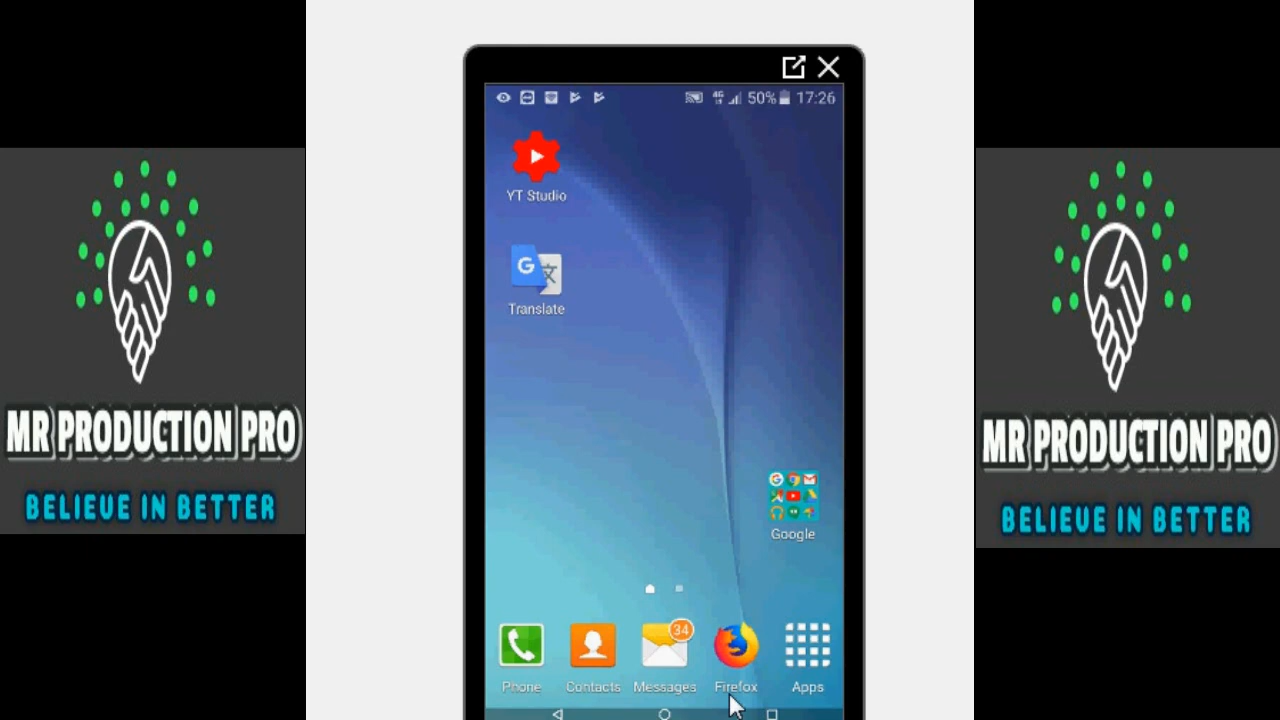 MR PRODUCTION PRO
BELIEVE IN BETTER
4G 50% 17:26
YT Studio
Translate
Google
34
Phone Contacts Messages Firefox Apps
MR PRODUCTION PRO
BELIEVE IN BETTER